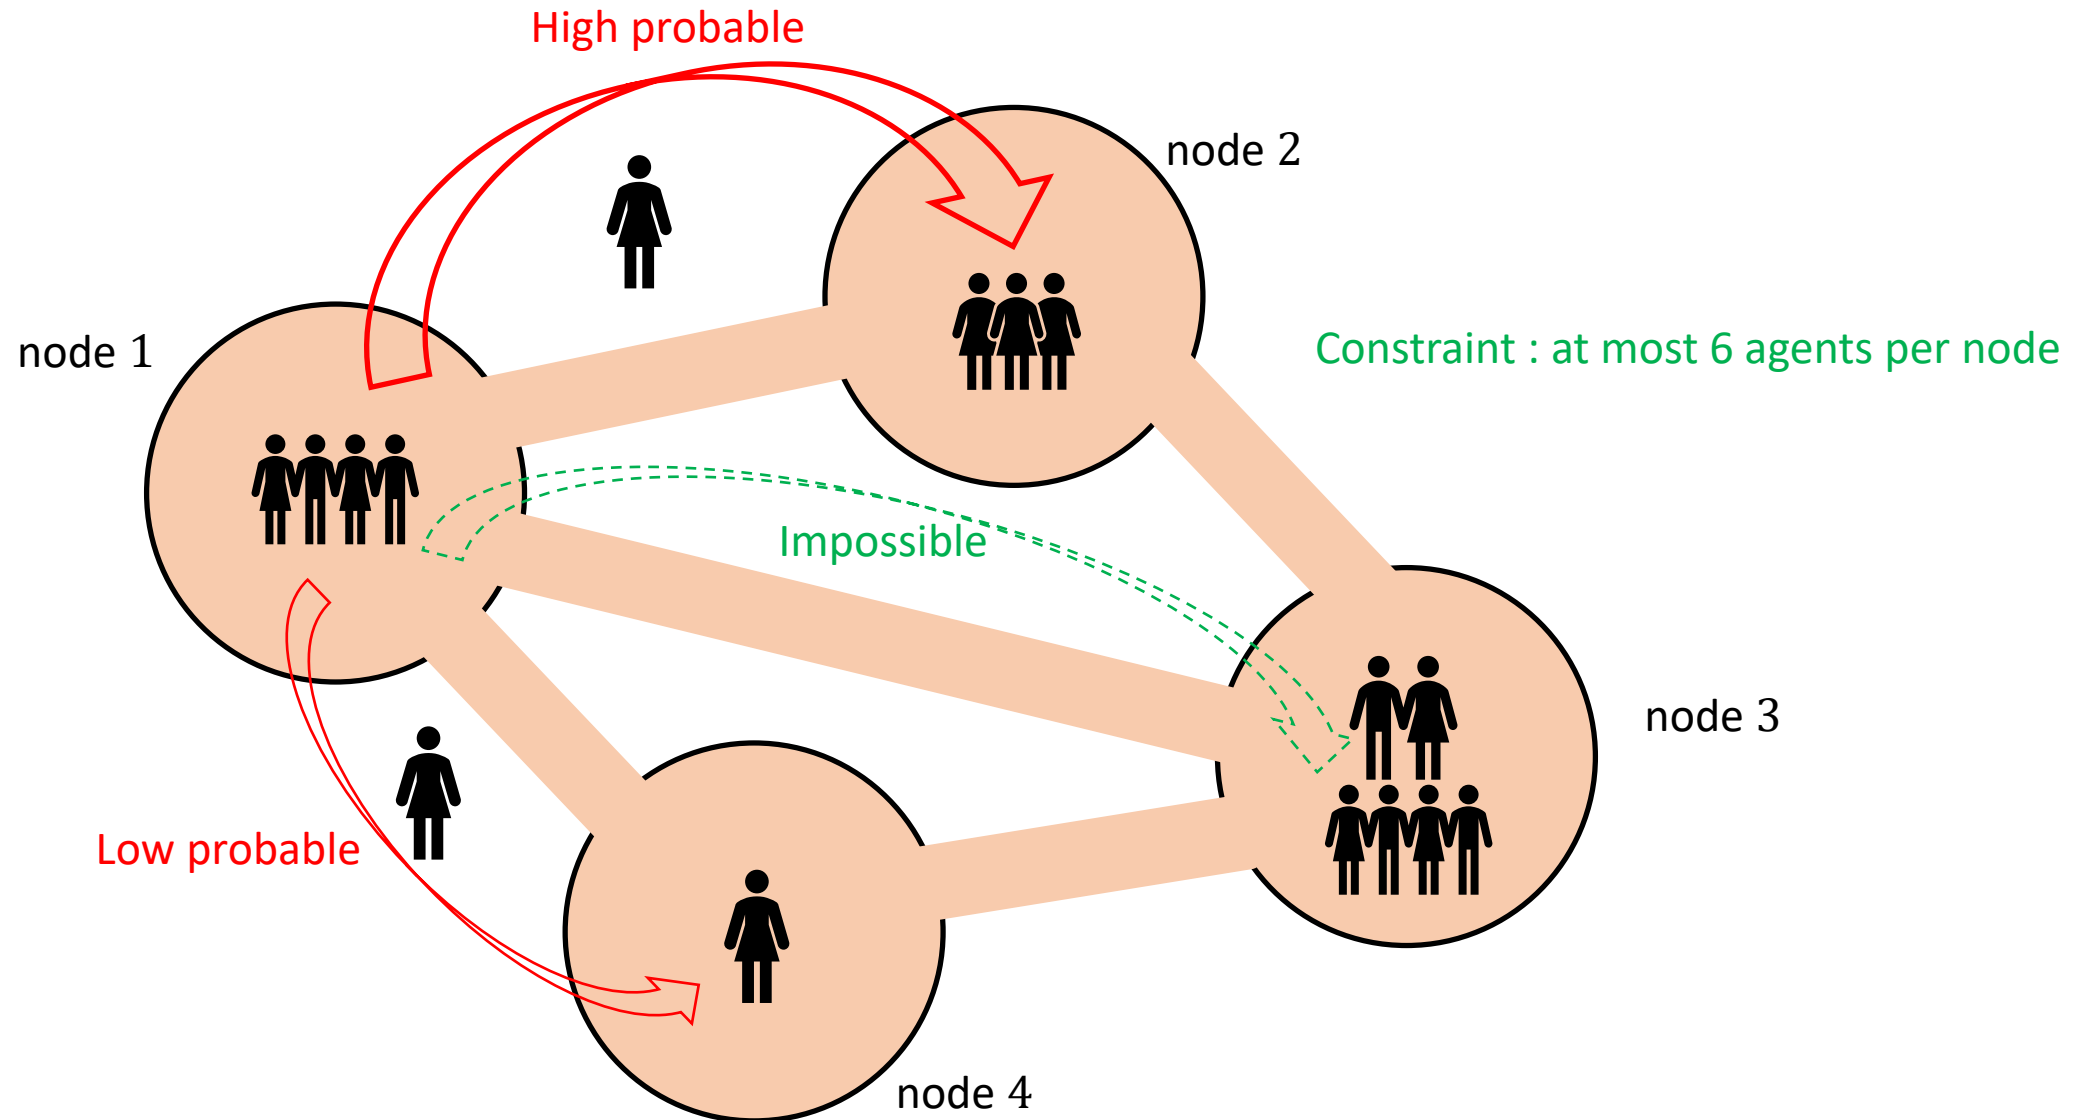 High probable
node 2
node 1
Constraint : at most 6 agents per node
Impossible
node 3
Low probable
node 4